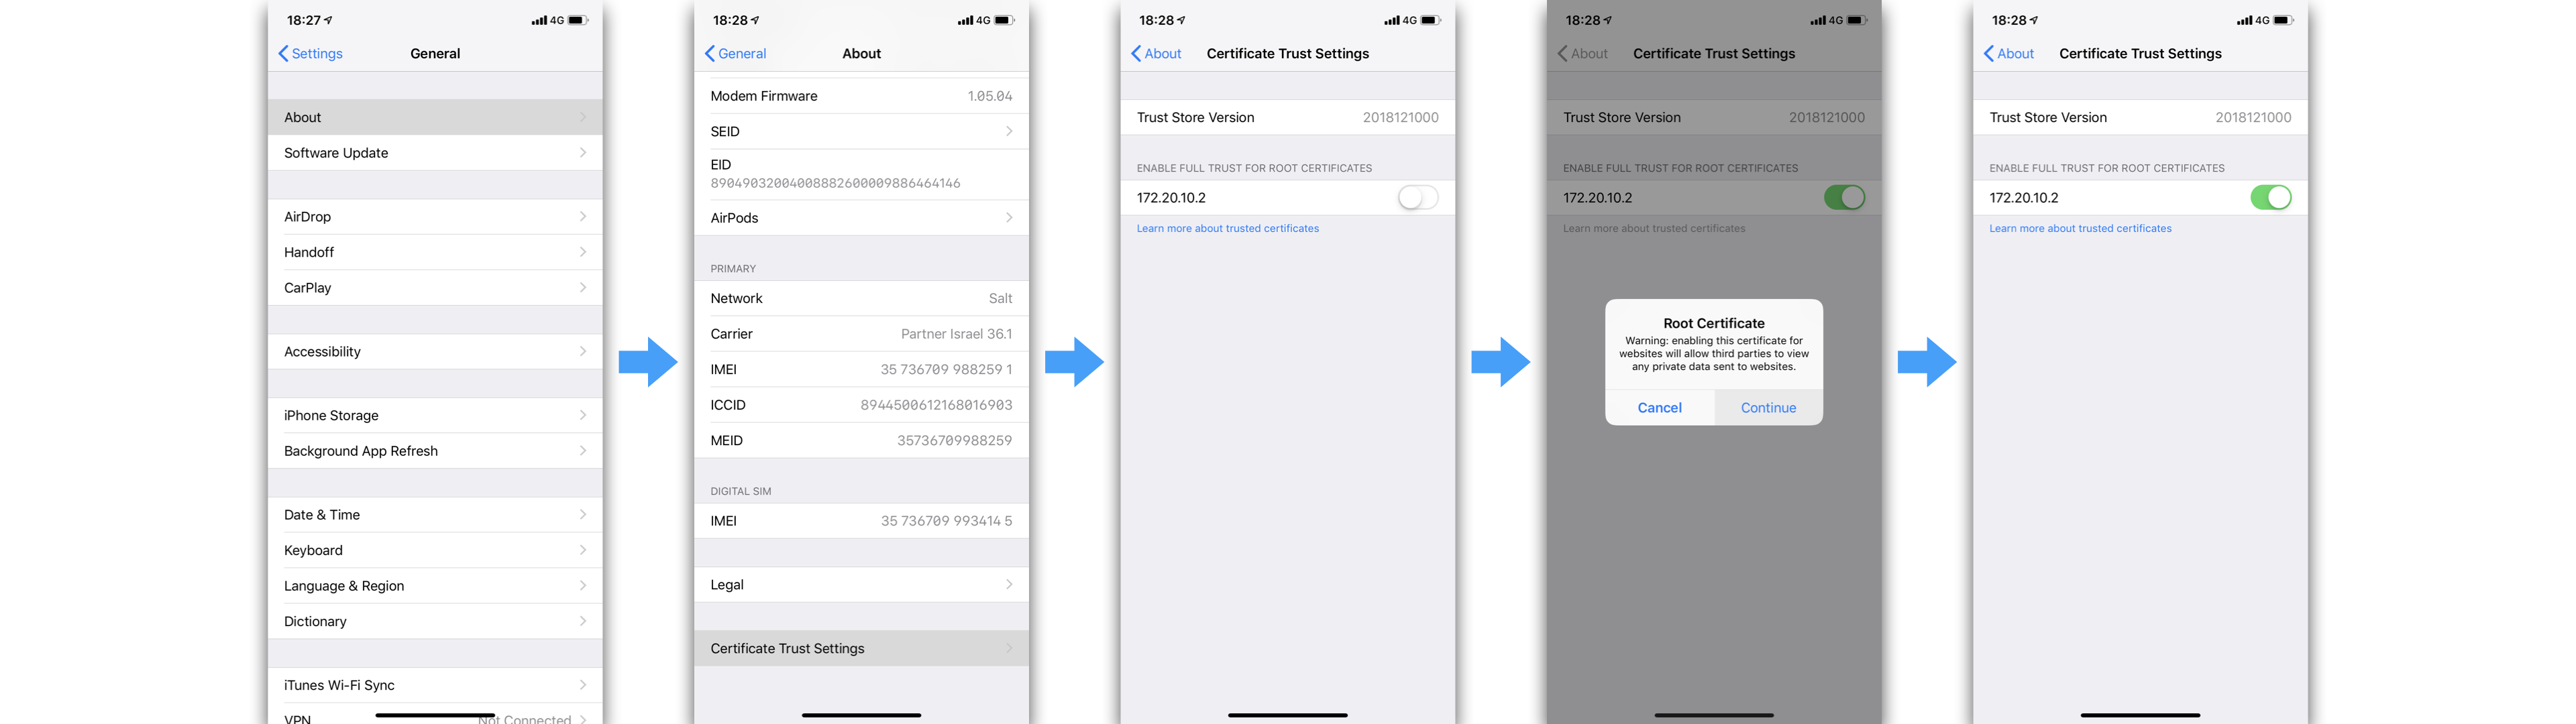 18:27
4G
Settings
General
About
Software Update
AirDrop
Handoff
CarPlay
Accessibility
iPhone Storage
Background App Refresh
Date & Time
Keyboard
Language & Region
Dictionary
iTunes Wi-Fi Sync
VPN Not Connected
18:28
4G
General
About
Modem Firmware 1.05.04
SEID
EID
89049032004008882600009886464146
AirPods
PRIMARY
Network Salt
Carrier Partner Israel 36.1
IMEI 35 736709 988259 1
ICCID 8944500612168016903
MEID 35736709988259
DIGITAL SIM
IMEI 35 736709 993414 5
Legal
Certificate Trust Settings
18:28
4G
About
Certificate Trust Settings
Trust Store Version 2018121000
ENABLE FULL TRUST FOR ROOT CERTIFICATES
172.20.10.2
Learn more about trusted certificates
18:28
4G
About
Certificate Trust Settings
Trust Store Version 2018121000
ENABLE FULL TRUST FOR ROOT CERTIFICATES
172.20.10.2
Learn more about trusted certificates
Root Certificate
Warning: enabling this certificate for
websites will allow third parties to view
any private data sent to websites.
Cancel
Continue
18:28
4G
About
Certificate Trust Settings
Trust Store Version 2018121000
ENABLE FULL TRUST FOR ROOT CERTIFICATES
172.20.10.2
Learn more about trusted certificates